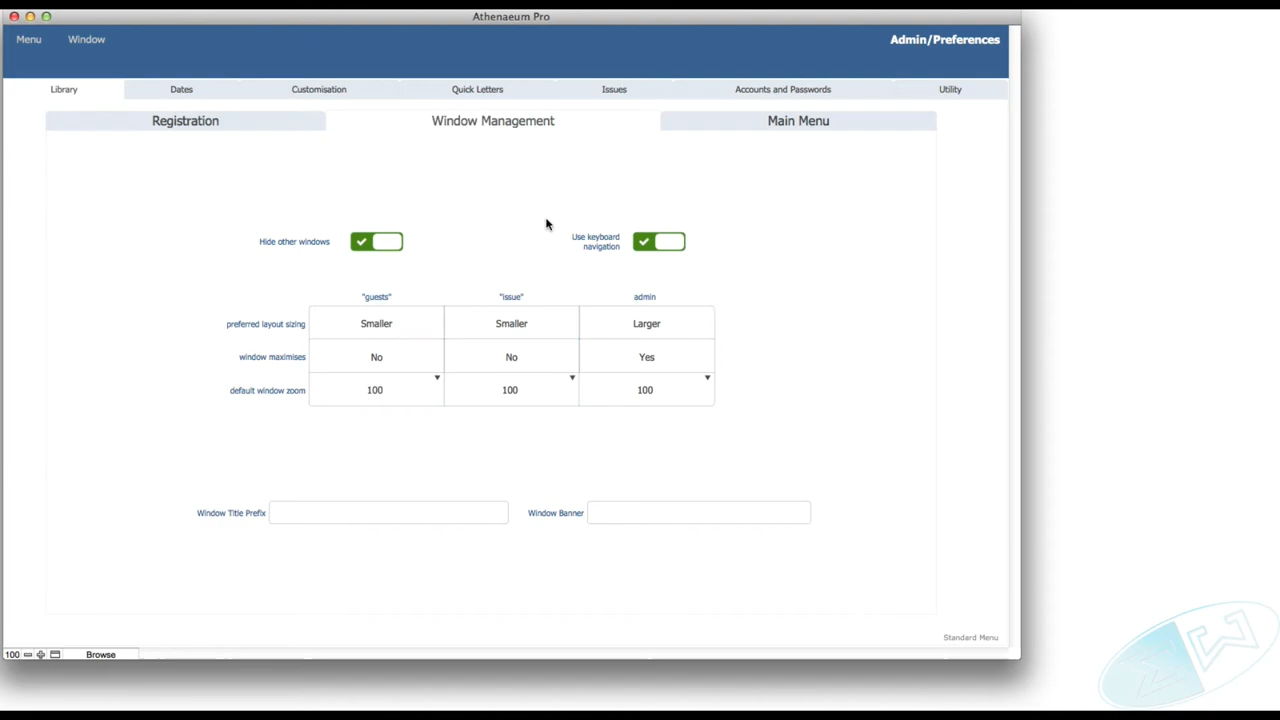 Athenaeum Pro
Menu Window Admin/Preferences
Library Dates Customisation Quick Letters Issues Accounts and Passwords Utility
Registration Window Management Main Menu
Hide other windows
Use keyboard
navigation
"guests" "issue" admin
preferred layout sizing Smaller Smaller Larger
window maximises No No Yes
default window zoom 100 100 100
Window Title Prefix Window Banner
Standard Menu
100 Browse